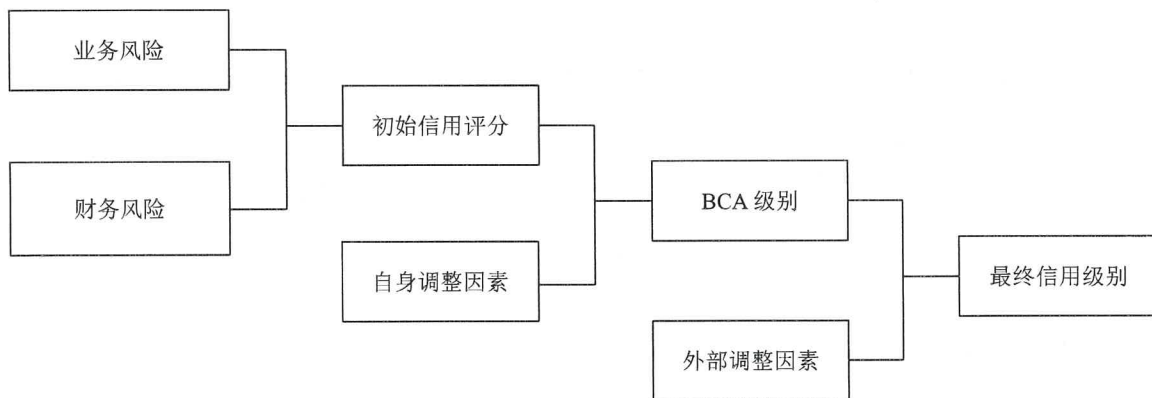 业务风险
财务风险
初始信用评分
自身调整因素
BCA 级别
外部调整因素
最终信用级别